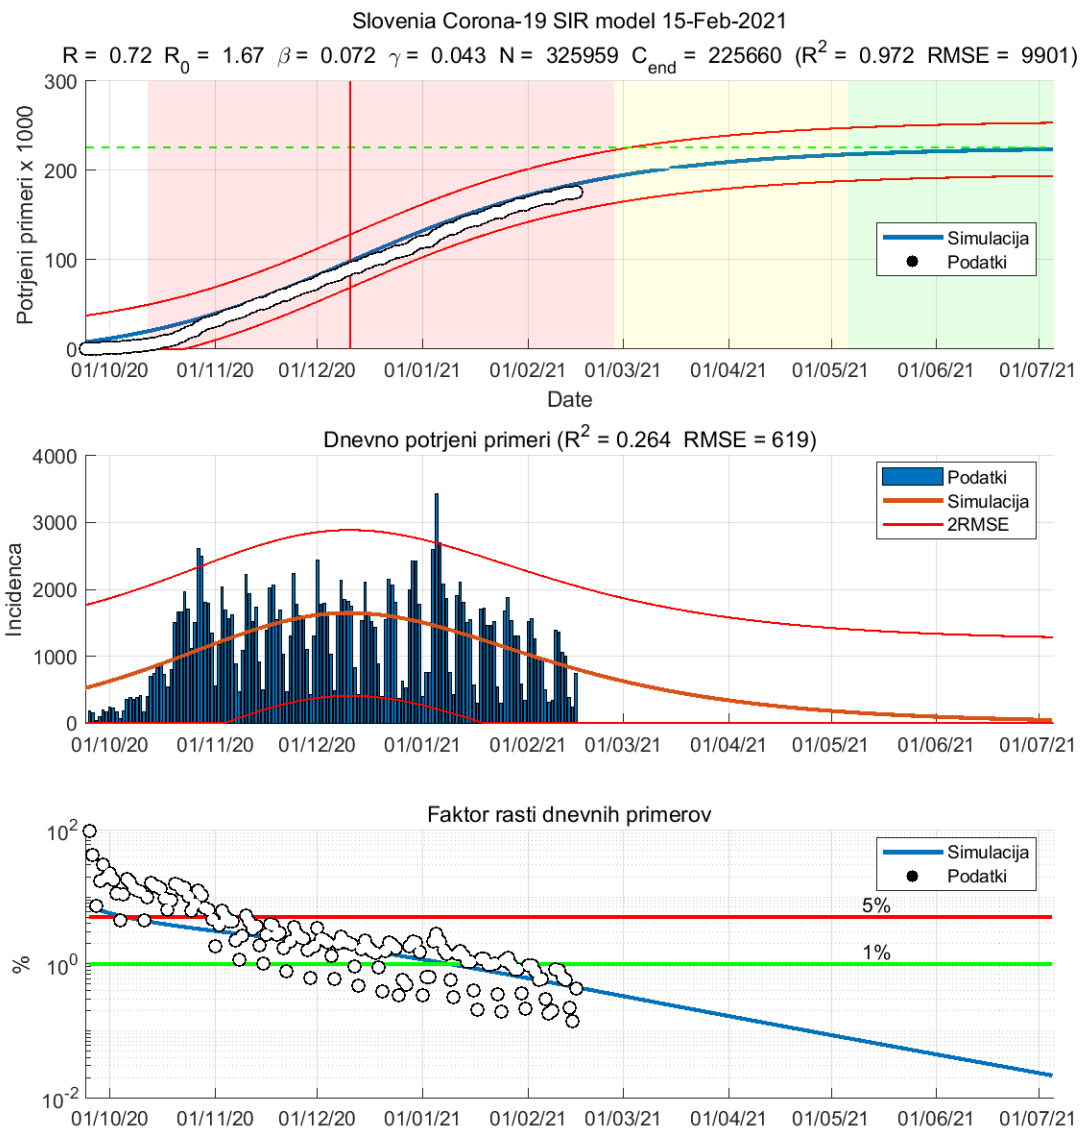 Slovenia Corona-19 SIR model 15-Feb-2021
R = 0.72 R0 = 1.67 β = 0.072 γ = 0.043 N = 325959 Cend = 225660 (R2 = 0.972 RMSE = 9901)
Potrjeni primeri x 1000
300
200
100
0
Simulacija
Podatki
01/10/20 01/11/20 01/12/20 01/01/21 01/02/21 01/03/21 01/04/21 01/05/21 01/06/21 01/07/21
Date
Dnevno potrjeni primeri (R2 = 0.264 RMSE = 619)
Incidenca
4000
3000
2000
1000
0
Podatki
Simulacija
2RMSE
01/10/20 01/11/20 01/12/20 01/01/21 01/02/21 01/03/21 01/04/21 01/05/21 01/06/21 01/07/21
Faktor rasti dnevnih primerov
%
10^2
10^0
10^-2
Simulacija
Podatki
5%
1%
01/10/20 01/11/20 01/12/20 01/01/21 01/02/21 01/03/21 01/04/21 01/05/21 01/06/21 01/07/21